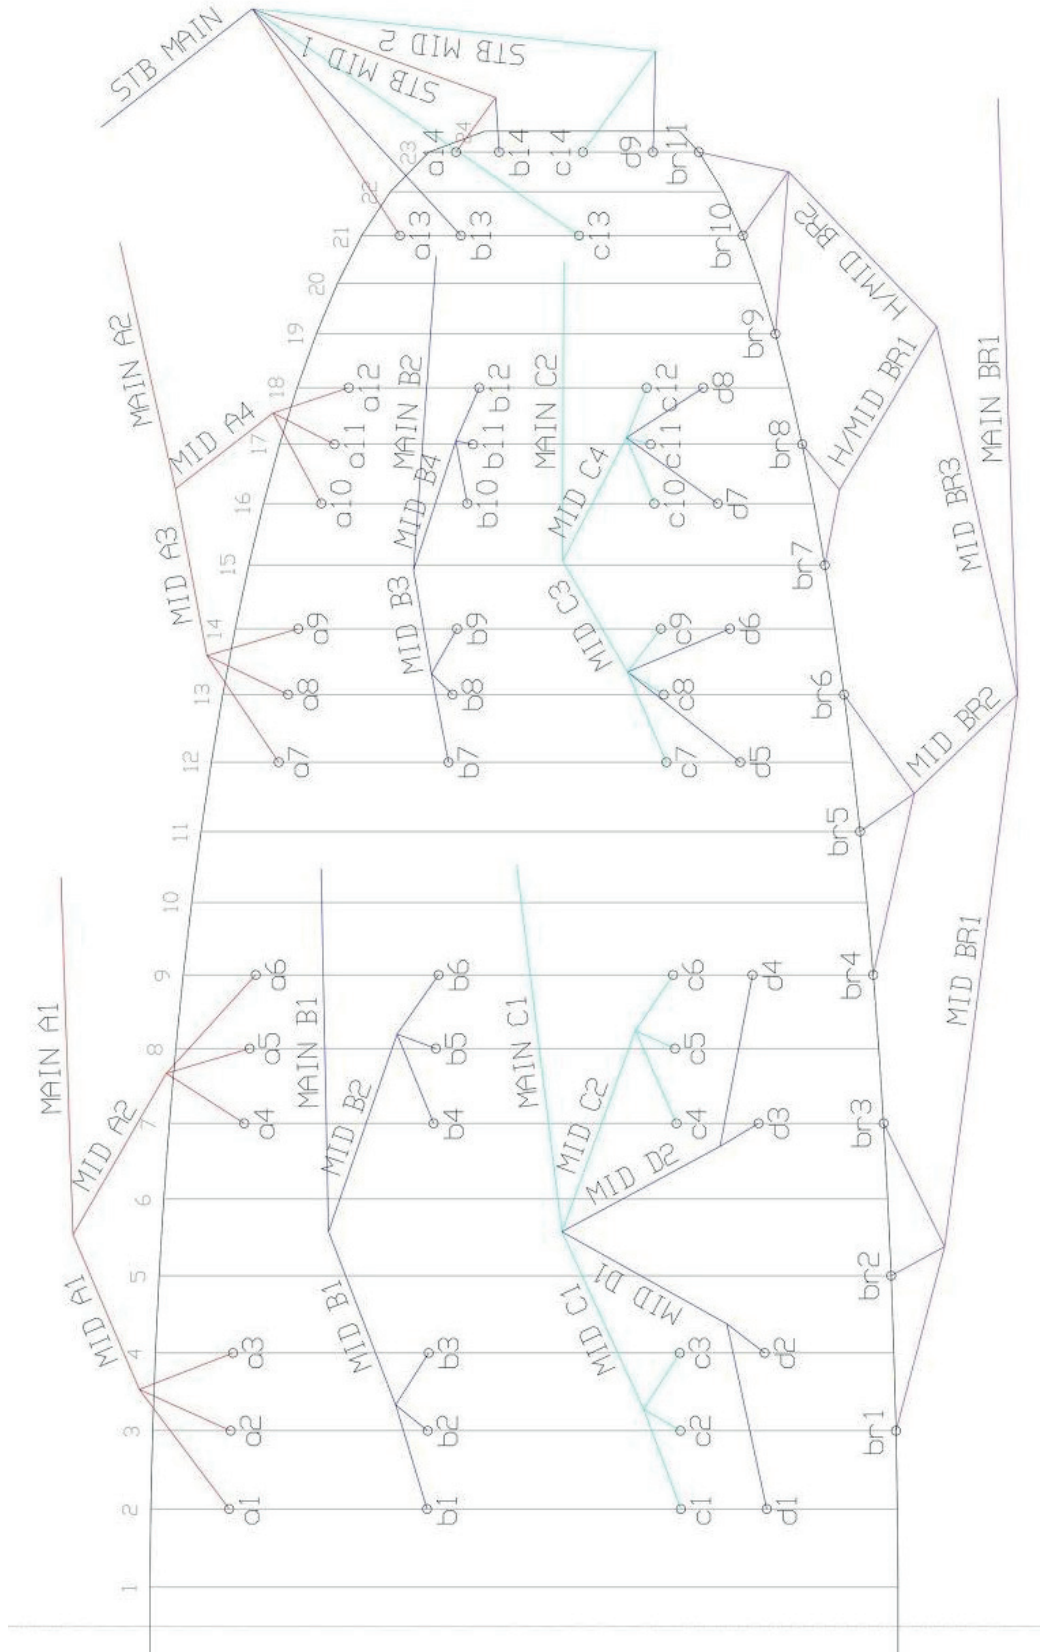 STB MAIN
STB MID 1
STB MID 2
24
23
22
21
20
19
18
17
16
15
14
13
12
11
10
9
8
7
6
5
4
3
2
1
a14
b14
c14
d9
br11
a13
b13
c13
br10
br9
MAIN A2
MID A4
MID A3
a12
a11
a10
a9
a8
a7
MAIN B2
MID B4
MID B3
b12
b11
b10
b9
b8
b7
MAIN C2
MID C4
MID C3
c12
c11
c10
c9
c8
c7
d8
d7
d6
d5
br8
br7
br6
br5
H/MID BR2
H/MID BR1
MID BR3
MAIN BR1
MID BR2
MID BR1
MAIN A1
MID A2
MID A1
a6
a5
a4
a3
a2
a1
MAIN B1
MID B2
MID B1
b6
b5
b4
b3
b2
b1
MAIN C1
MID C2
MID C1
c6
c5
c4
c3
c2
c1
MID D2
MID D1
d4
d3
d2
d1
br4
br3
br2
br1